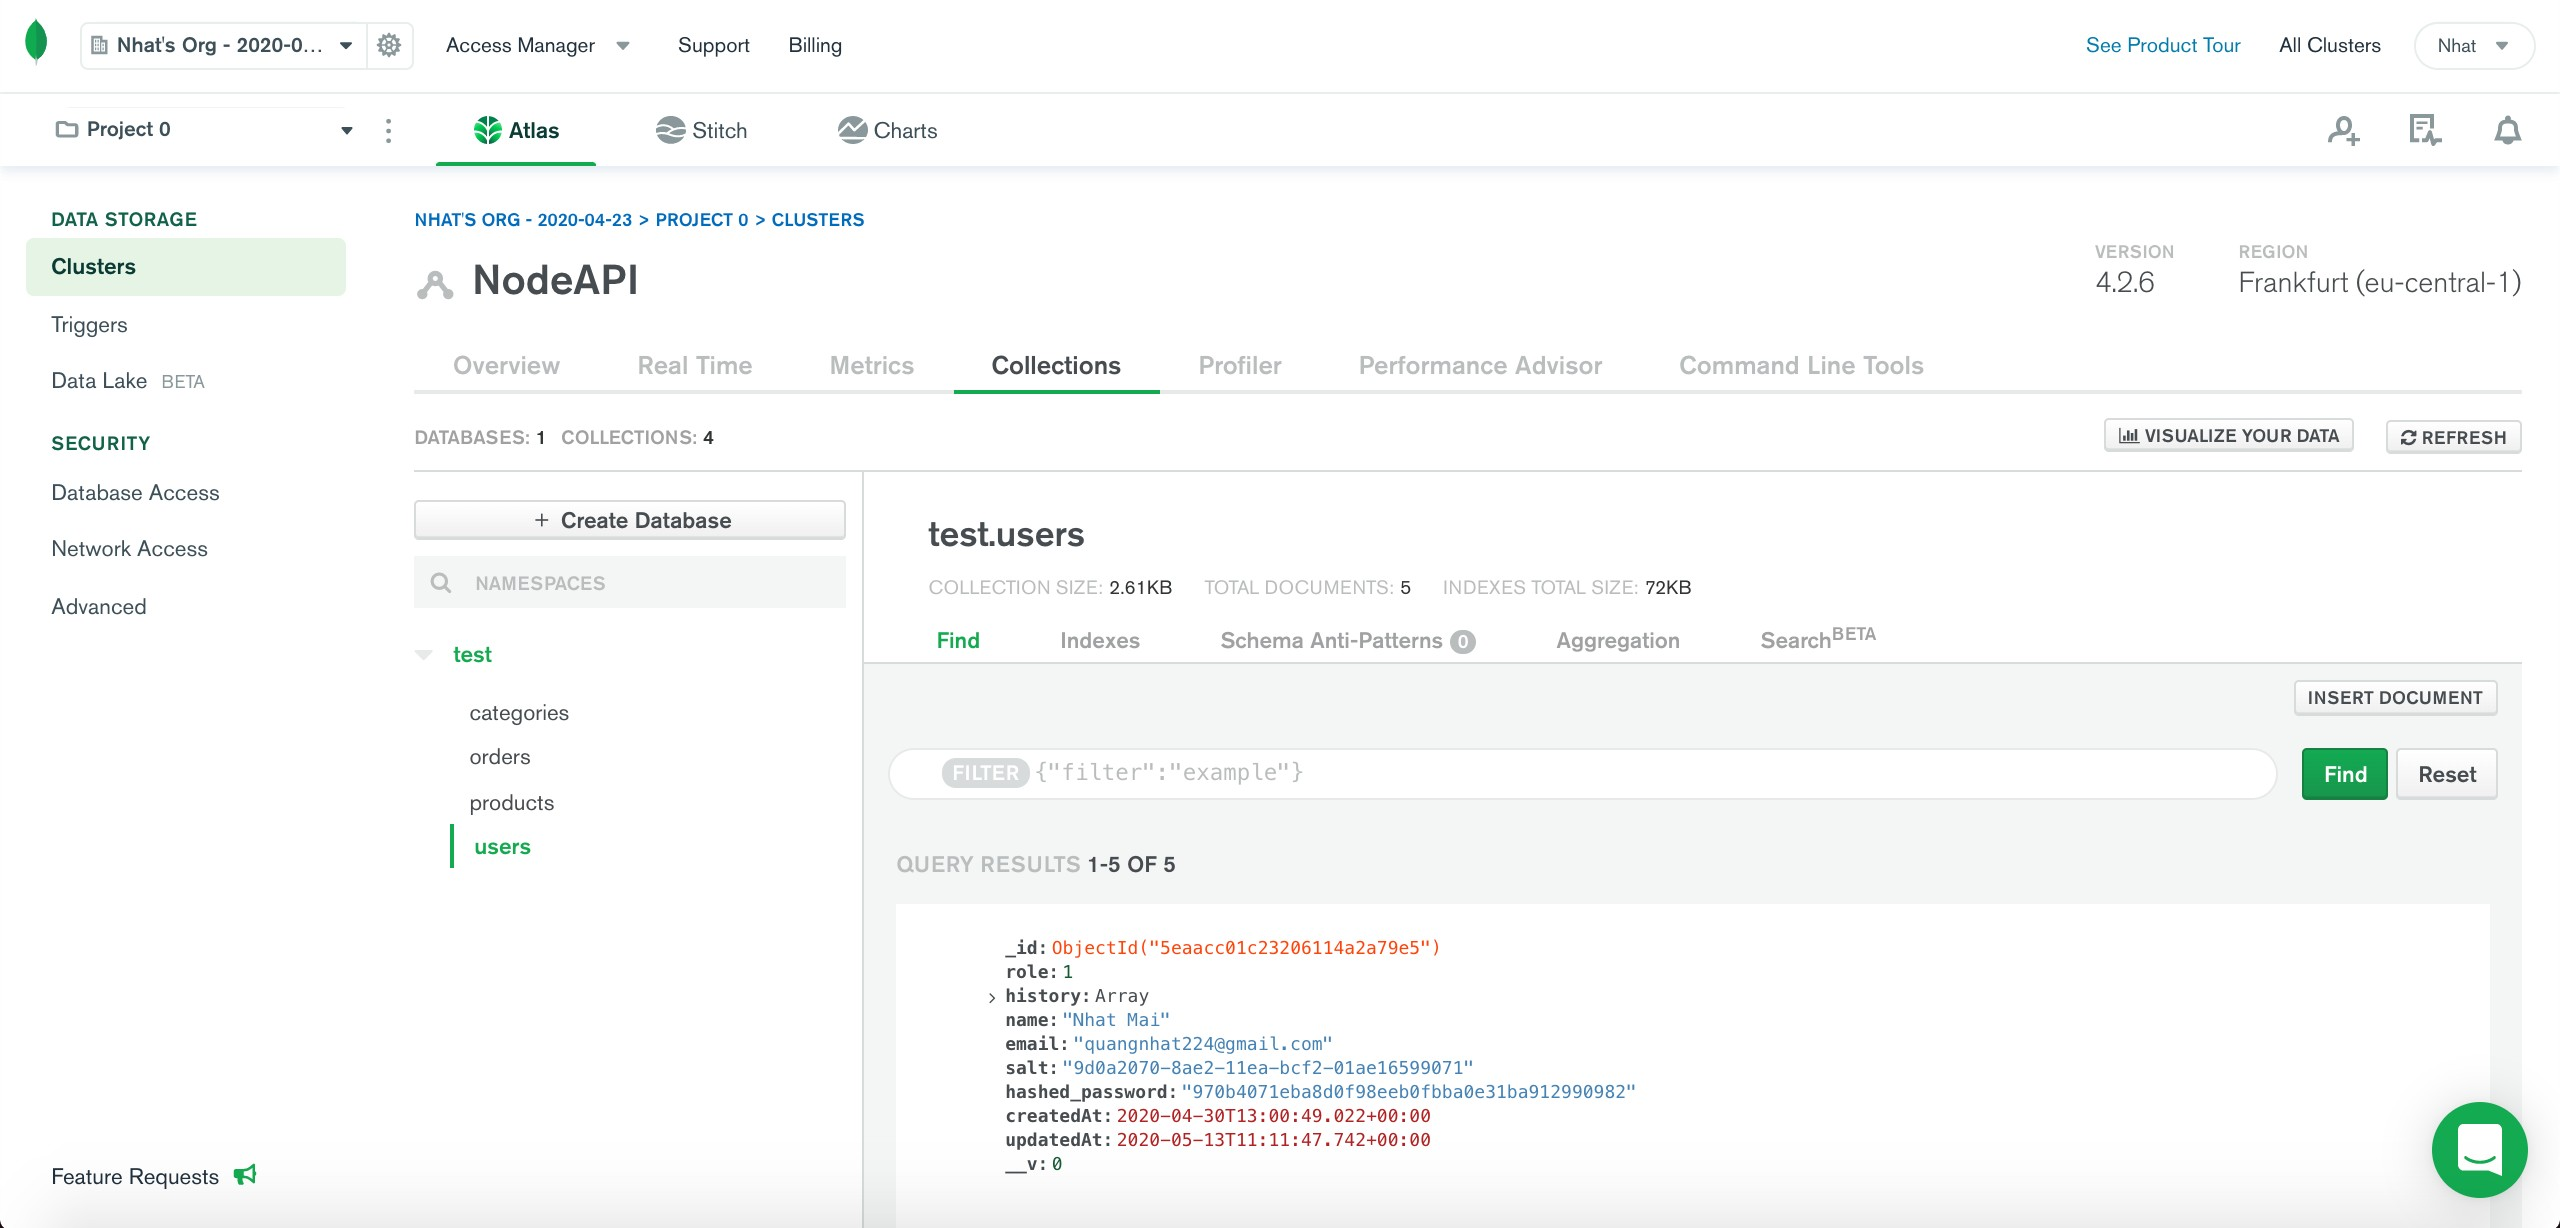 Nhat's Org - 2020-0... Access Manager Support Billing See Product Tour All Clusters Nhat
Project 0 Atlas Stitch Charts
DATA STORAGE
Clusters
Triggers
Data Lake BETA
SECURITY
Database Access
Network Access
Advanced
Feature Requests
NHAT'S ORG - 2020-04-23 > PROJECT 0 > CLUSTERS
NodeAPI
VERSION
4.2.6
REGION
Frankfurt (eu-central-1)
Overview Real Time Metrics Collections Profiler Performance Advisor Command Line Tools
DATABASES: 1 COLLECTIONS: 4
VISUALIZE YOUR DATA REFRESH
+ Create Database
NAMESPACES
test
categories
orders
products
users
test.users
COLLECTION SIZE: 2.61KB TOTAL DOCUMENTS: 5 INDEXES TOTAL SIZE: 72KB
Find Indexes Schema Anti-Patterns 0 Aggregation Search BETA
INSERT DOCUMENT
FILTER {"filter":"example"} Find Reset
QUERY RESULTS 1-5 OF 5
_id: ObjectId("5eaacc01c23206114a2a79e5")
role: 1
> history: Array
name: "Nhat Mai"
email: "quangnhat224@gmail.com"
salt: "9d0a2070-8ae2-11ea-bcf2-01ae16599071"
hashed_password: "970b4071eba8d0f98eeb0fbba0e31ba912990982"
createdAt: 2020-04-30T13:00:49.022+00:00
updatedAt: 2020-05-13T11:11:47.742+00:00
__v: 0